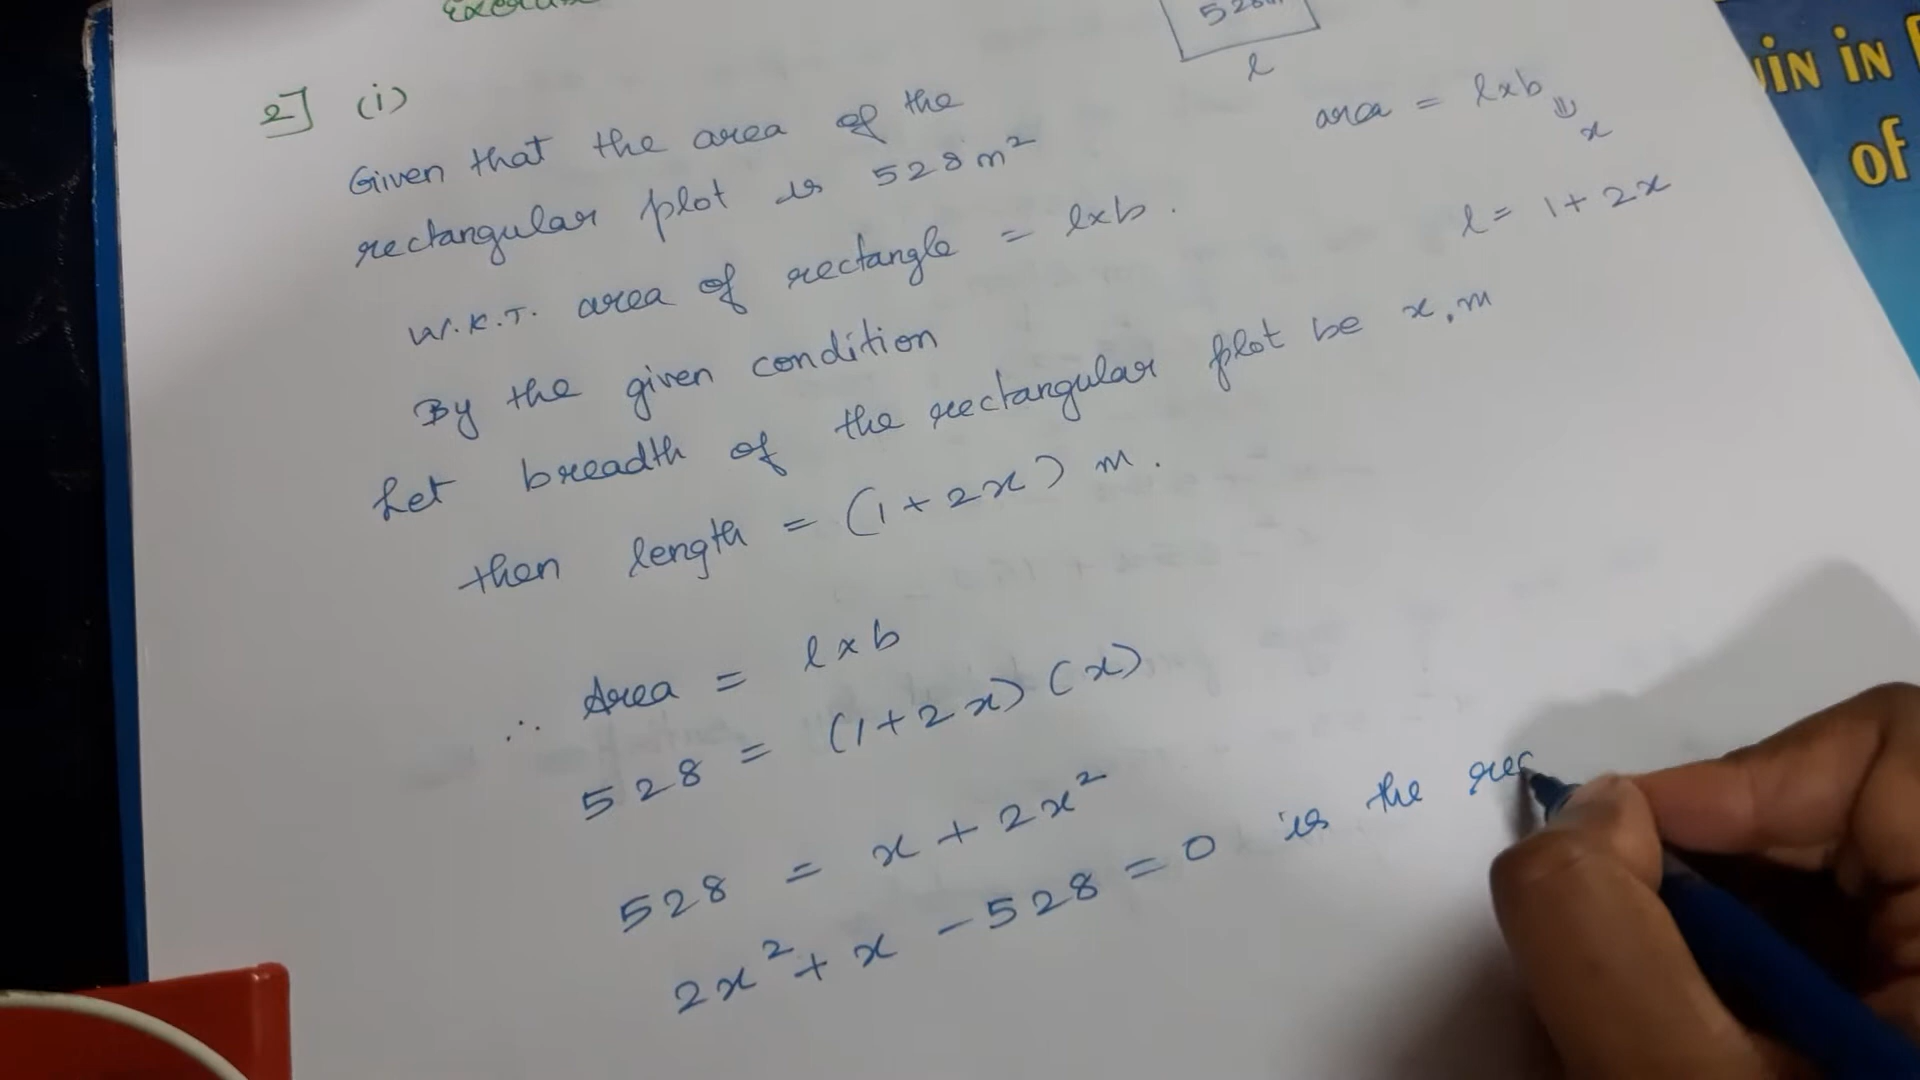 2] (i)
Given that the area of the
rectangular plot is 528 m²
W.K.T. area of rectangle = l×b.
By the given condition
Let breadth of the rectangular plot be x, m
then length = (1+2x) m.
∴ Area = l×b
528 = (1+2x)(x)
528 = x + 2x²
2x² + x - 528 = 0 is the req
l
area = l×b
⇓
x
l = 1+2x
IN IN
of